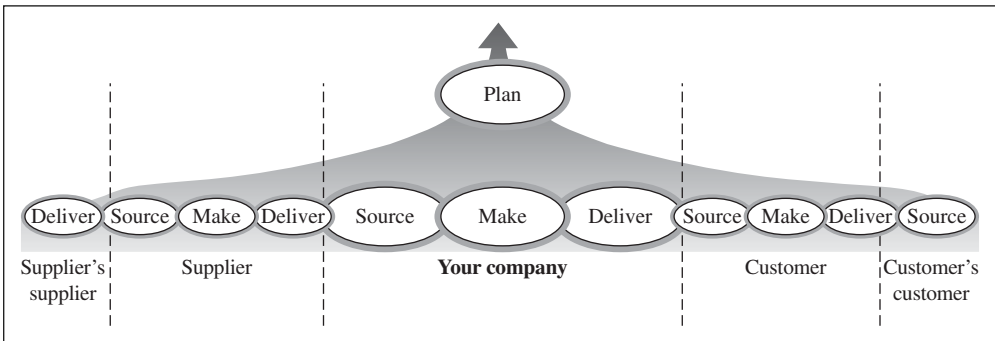 Plan
Deliver Source Make Deliver Source Make Deliver Source Make Deliver Source
Supplier's Supplier Your company Customer Customer's
supplier customer